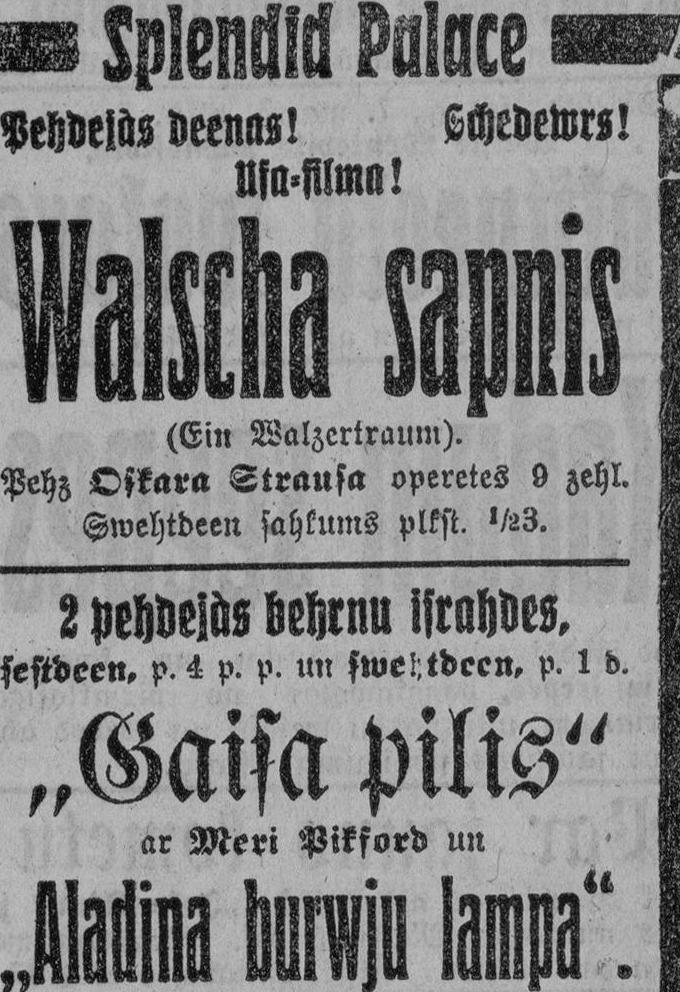 Splendid Palace
Pehdejàs deenas! Schedewrs!
Ufa-filma!
Walscha sapnis
(Ein Walzertraum).
Pehz Oskara Strausa operetes 9 zehl.
Swehtdeen sahkums plkst. 1/23.
2 pehdejàs behrnu israhdes,
sestdeen, p. 4 p. p. un swehtdeen, p. 1 d.
„Gaisa pilis“
ar Meri Pikford un
„Aladina burwju lampa“.